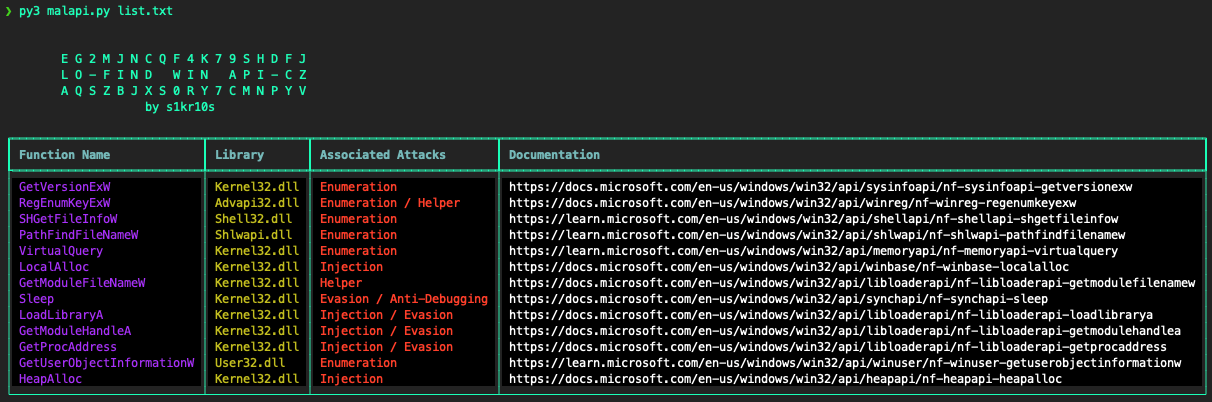 ❯ py3 malapi.py list.txt
E G 2 M J N C Q F 4 K 7 9 S H D F J
L O – F I N D W I N A P I – C Z
A Q S Z B J X S 0 R Y 7 C M N P Y V
by s1kr10s
Function Name Library Associated Attacks Documentation
GetVersionExW Kernel32.dll Enumeration https://docs.microsoft.com/en-us/windows/win32/api/sysinfoapi/nf-sysinfoapi-getversionexw
RegEnumKeyExW Advapi32.dll Enumeration / Helper https://docs.microsoft.com/en-us/windows/win32/api/winreg/nf-winreg-regenumkeyexw
SHGetFileInfoW Shell32.dll Enumeration https://learn.microsoft.com/en-us/windows/win32/api/shellapi/nf-shellapi-shgetfileinfow
PathFindFileNameW Shlwapi.dll Enumeration https://learn.microsoft.com/en-us/windows/win32/api/shlwapi/nf-shlwapi-pathfindfilenamew
VirtualQuery Kernel32.dll Enumeration https://learn.microsoft.com/en-us/windows/win32/api/memoryapi/nf-memoryapi-virtualquery
LocalAlloc Kernel32.dll Injection https://docs.microsoft.com/en-us/windows/win32/api/winbase/nf-winbase-localalloc
GetModuleFileNameW Kernel32.dll Helper https://docs.microsoft.com/en-us/windows/win32/api/libloaderapi/nf-libloaderapi-getmodulefilenamew
Sleep Kernel32.dll Evasion / Anti-Debugging https://docs.microsoft.com/en-us/windows/win32/api/synchapi/nf-synchapi-sleep
LoadLibraryA Kernel32.dll Injection / Evasion https://docs.microsoft.com/en-us/windows/win32/api/libloaderapi/nf-libloaderapi-loadlibrarya
GetModuleHandleA Kernel32.dll Injection / Evasion https://docs.microsoft.com/en-us/windows/win32/api/libloaderapi/nf-libloaderapi-getmodulehandlea
GetProcAddress Kernel32.dll Injection / Evasion https://docs.microsoft.com/en-us/windows/win32/api/libloaderapi/nf-libloaderapi-getprocaddress
GetUserObjectInformationW User32.dll Enumeration https://learn.microsoft.com/en-us/windows/win32/api/winuser/nf-winuser-getuserobjectinformationw
HeapAlloc Kernel32.dll Injection https://docs.microsoft.com/en-us/windows/win32/api/heapapi/nf-heapapi-heapalloc